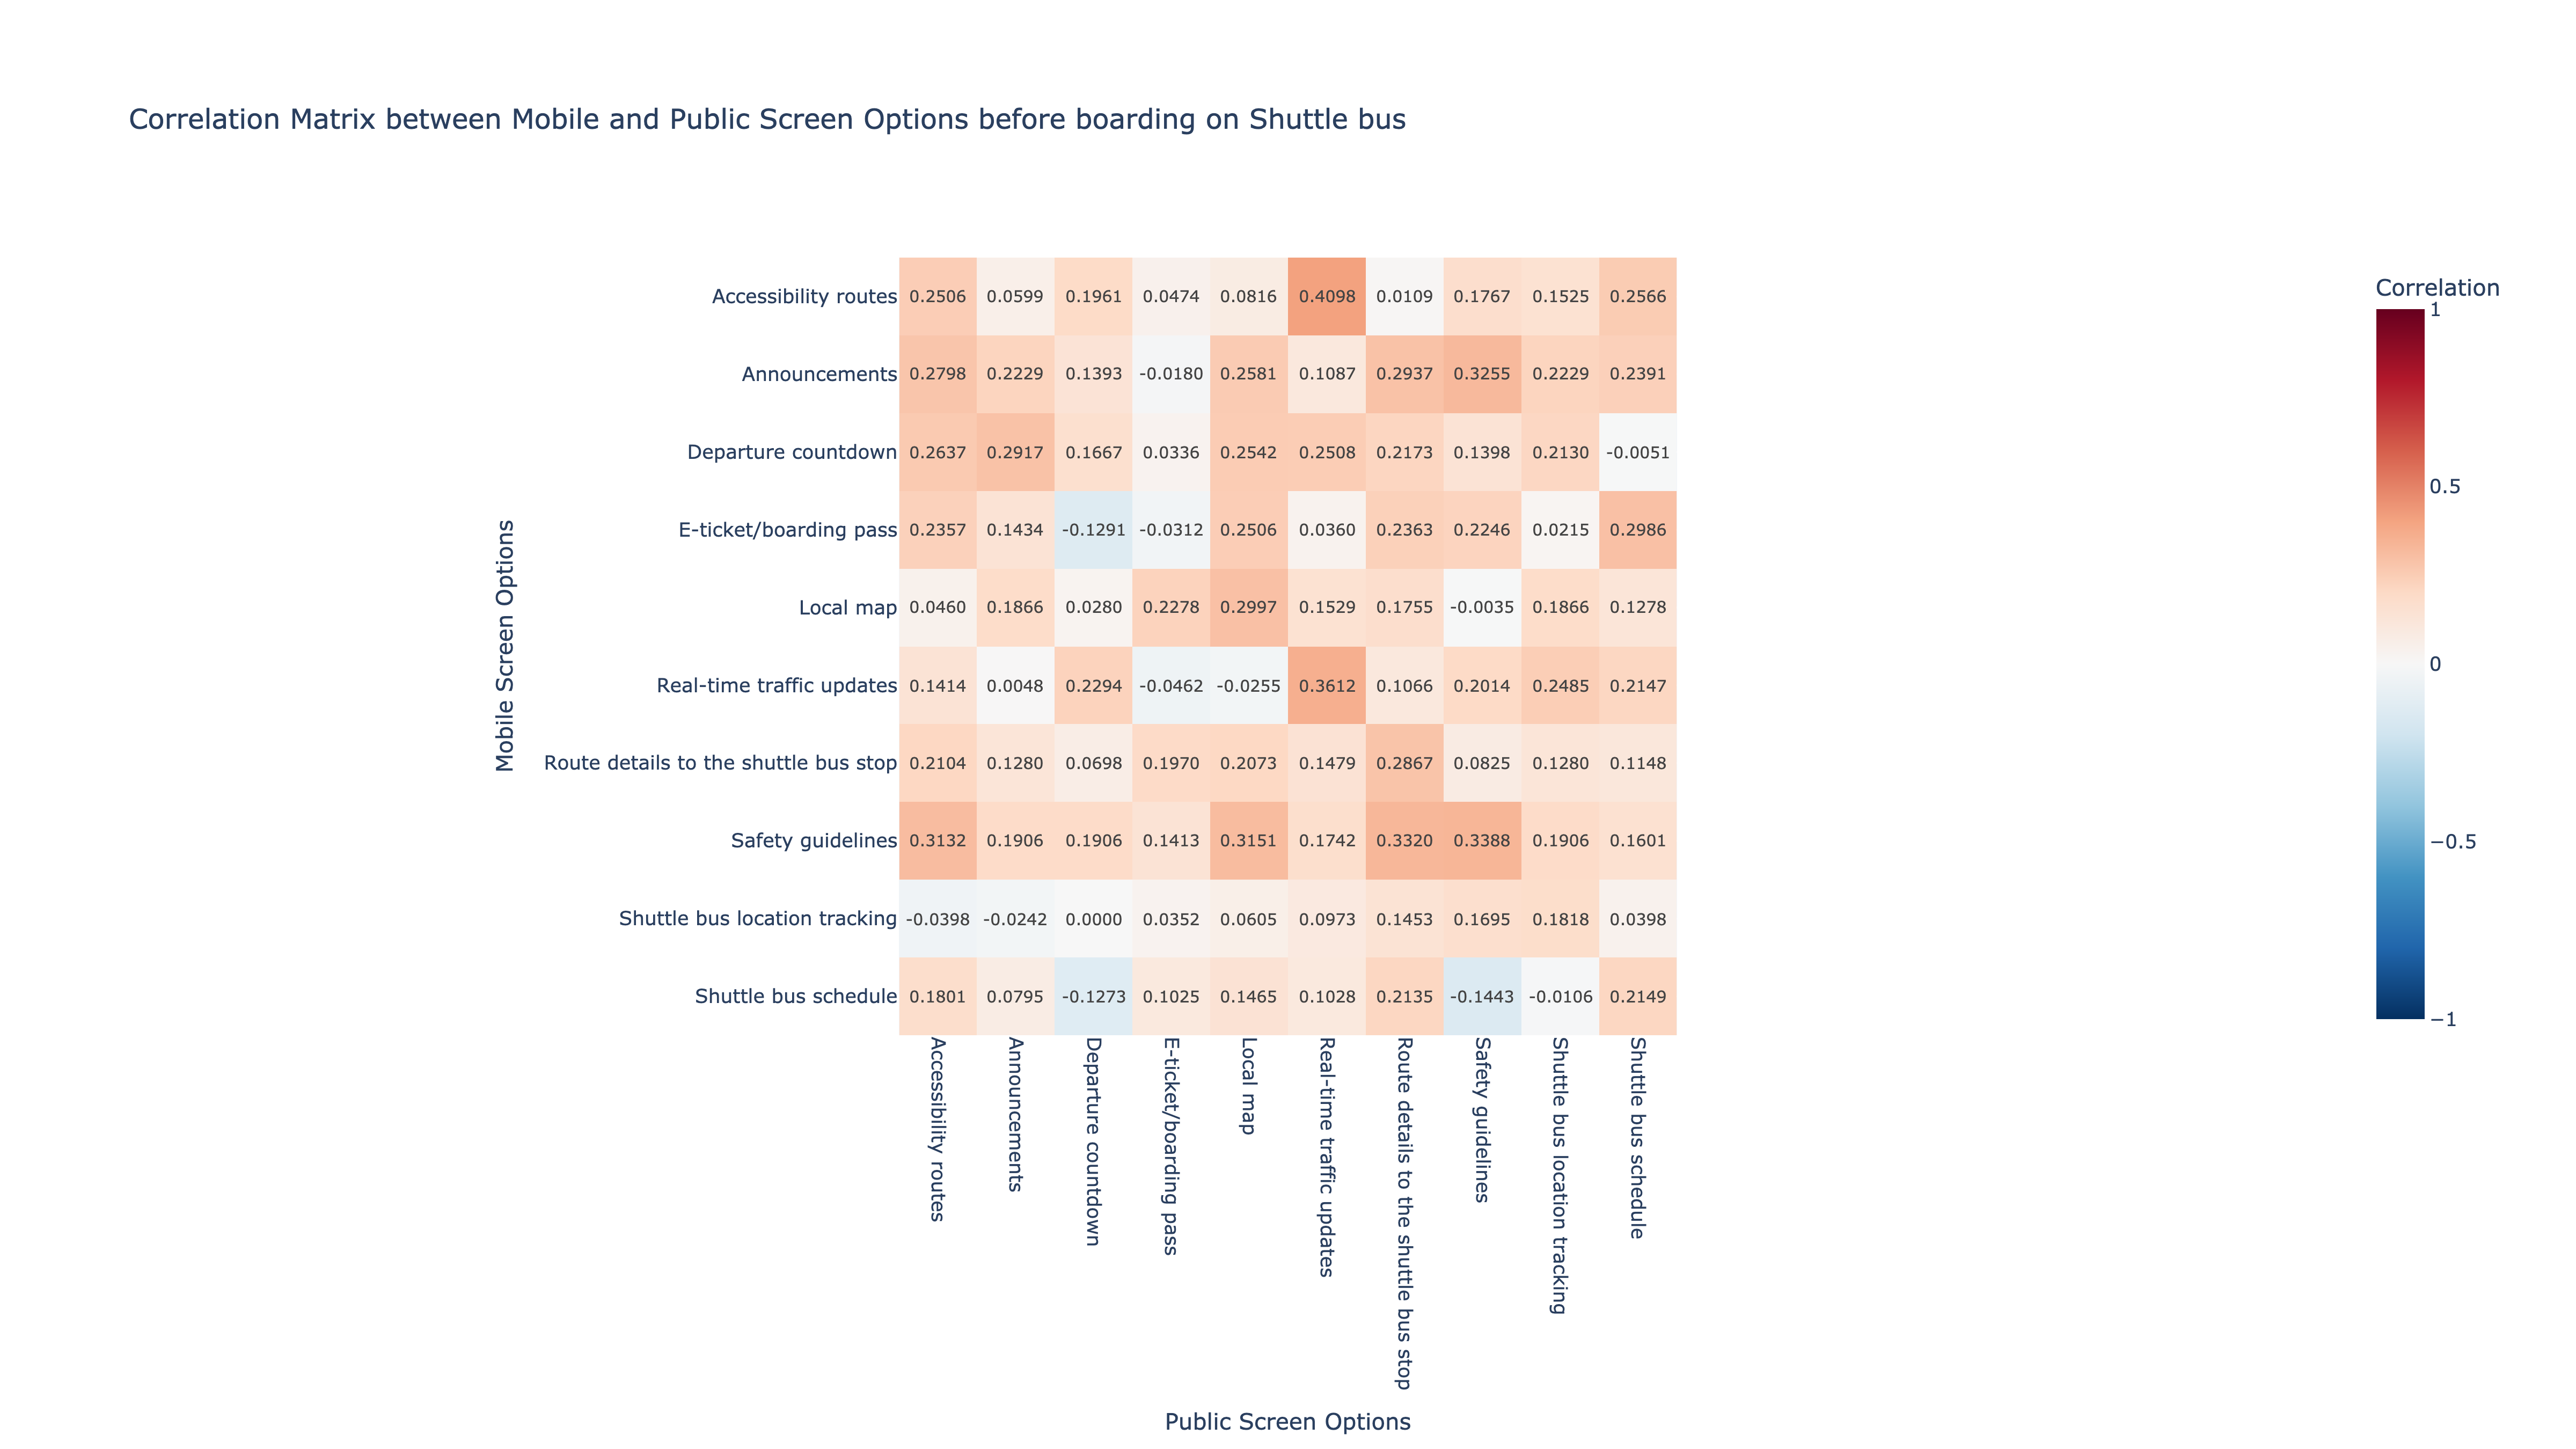 Correlation Matrix between Mobile and Public Screen Options before boarding on Shuttle bus
Mobile Screen Options
Accessibility routes 0.2506 0.0599 0.1961 0.0474 0.0816 0.4098 0.0109 0.1767 0.1525 0.2566
Announcements 0.2798 0.2229 0.1393 -0.0180 0.2581 0.1087 0.2937 0.3255 0.2229 0.2391
Departure countdown 0.2637 0.2917 0.1667 0.0336 0.2542 0.2508 0.2173 0.1398 0.2130 -0.0051
E-ticket/boarding pass 0.2357 0.1434 -0.1291 -0.0312 0.2506 0.0360 0.2363 0.2246 0.0215 0.2986
Local map 0.0460 0.1866 0.0280 0.2278 0.2997 0.1529 0.1755 -0.0035 0.1866 0.1278
Real-time traffic updates 0.1414 0.0048 0.2294 -0.0462 -0.0255 0.3612 0.1066 0.2014 0.2485 0.2147
Route details to the shuttle bus stop 0.2104 0.1280 0.0698 0.1970 0.2073 0.1479 0.2867 0.0825 0.1280 0.1148
Safety guidelines 0.3132 0.1906 0.1906 0.1413 0.3151 0.1742 0.3320 0.3388 0.1906 0.1601
Shuttle bus location tracking -0.0398 -0.0242 0.0000 0.0352 0.0605 0.0973 0.1453 0.1695 0.1818 0.0398
Shuttle bus schedule 0.1801 0.0795 -0.1273 0.1025 0.1465 0.1028 0.2135 -0.1443 -0.0106 0.2149
Accessibility routes
Announcements
Departure countdown
E-ticket/boarding pass
Local map
Real-time traffic updates
Route details to the shuttle bus stop
Safety guidelines
Shuttle bus location tracking
Shuttle bus schedule
Public Screen Options
Correlation
1
0.5
0
−0.5
−1